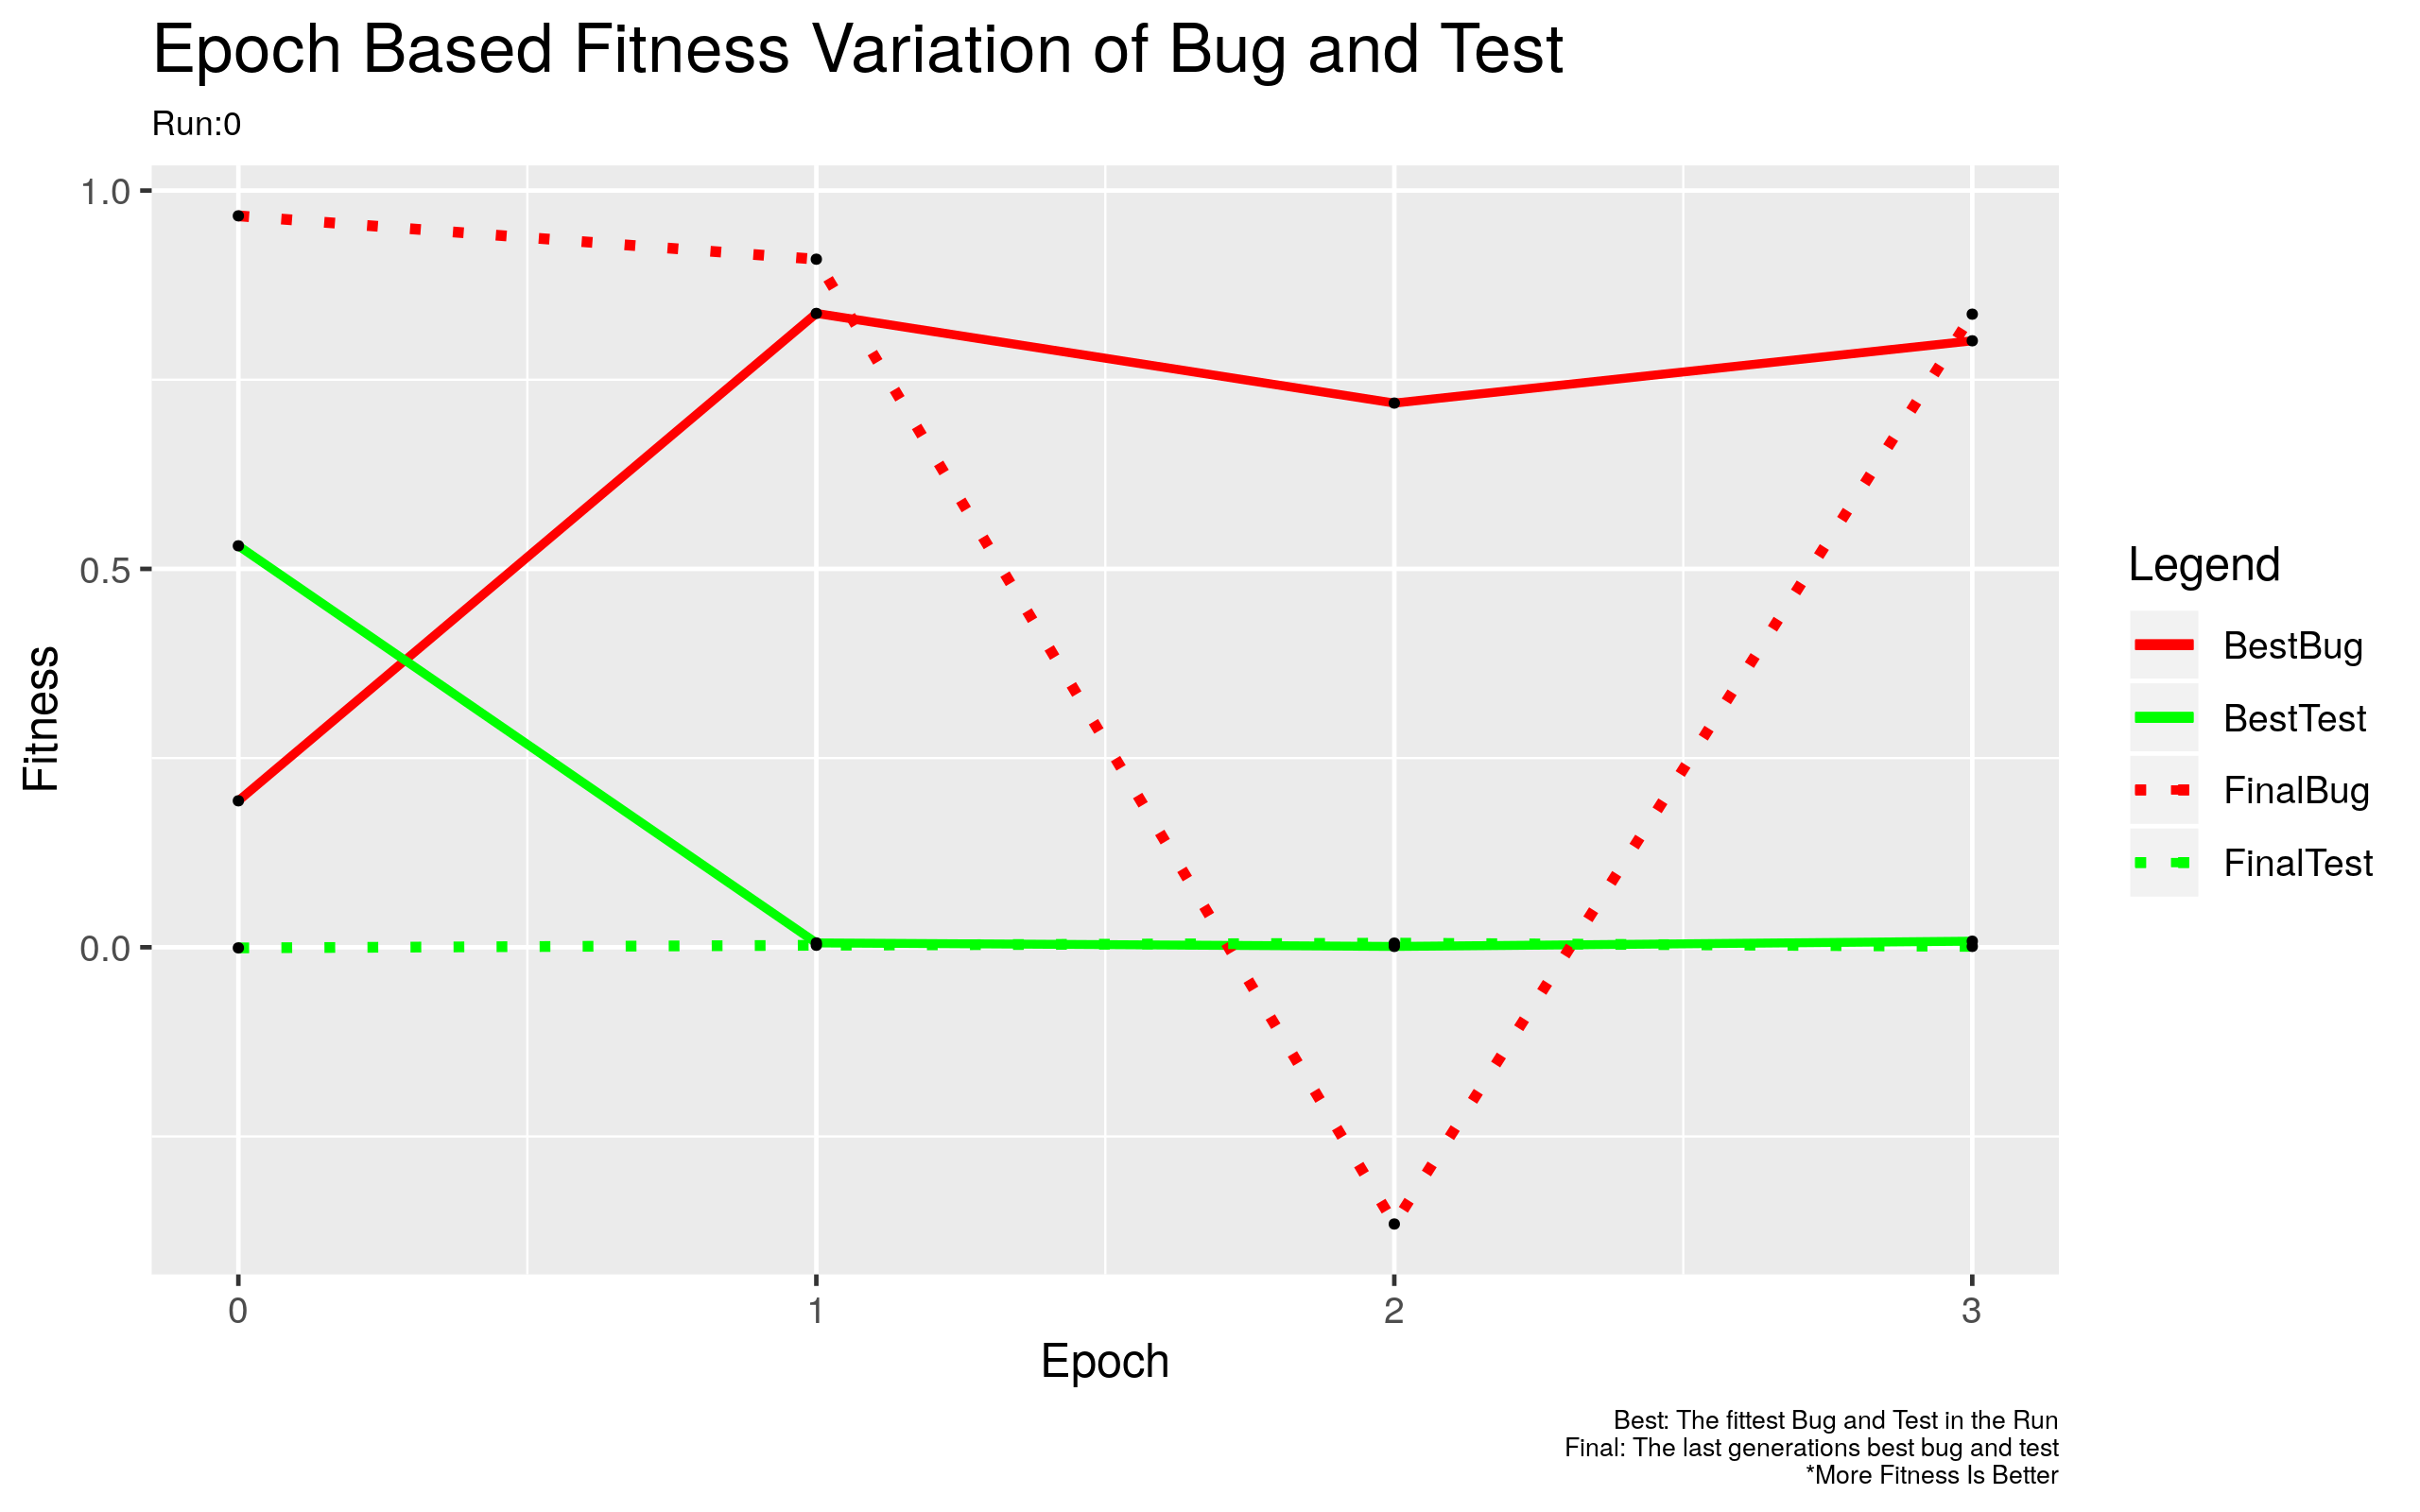 Epoch Based Fitness Variation of Bug and Test
Run:0
1.0
0.5
0.0
Fitness
0
1
2
3
Epoch
Legend
BestBug
BestTest
FinalBug
FinalTest
Best: The fittest Bug and Test in the Run
Final: The last generations best bug and test
*More Fitness Is Better